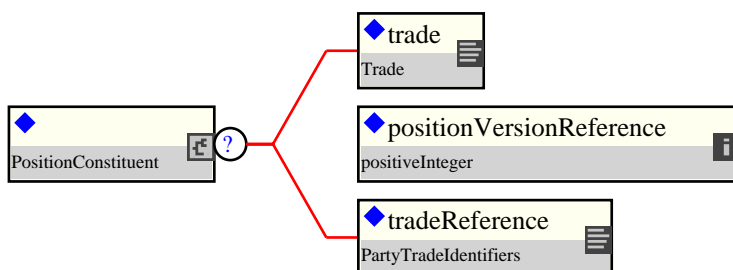 trade
Trade
PositionConstituent
?
positionVersionReference
positiveInteger
i
tradeReference
PartyTradeIdentifiers